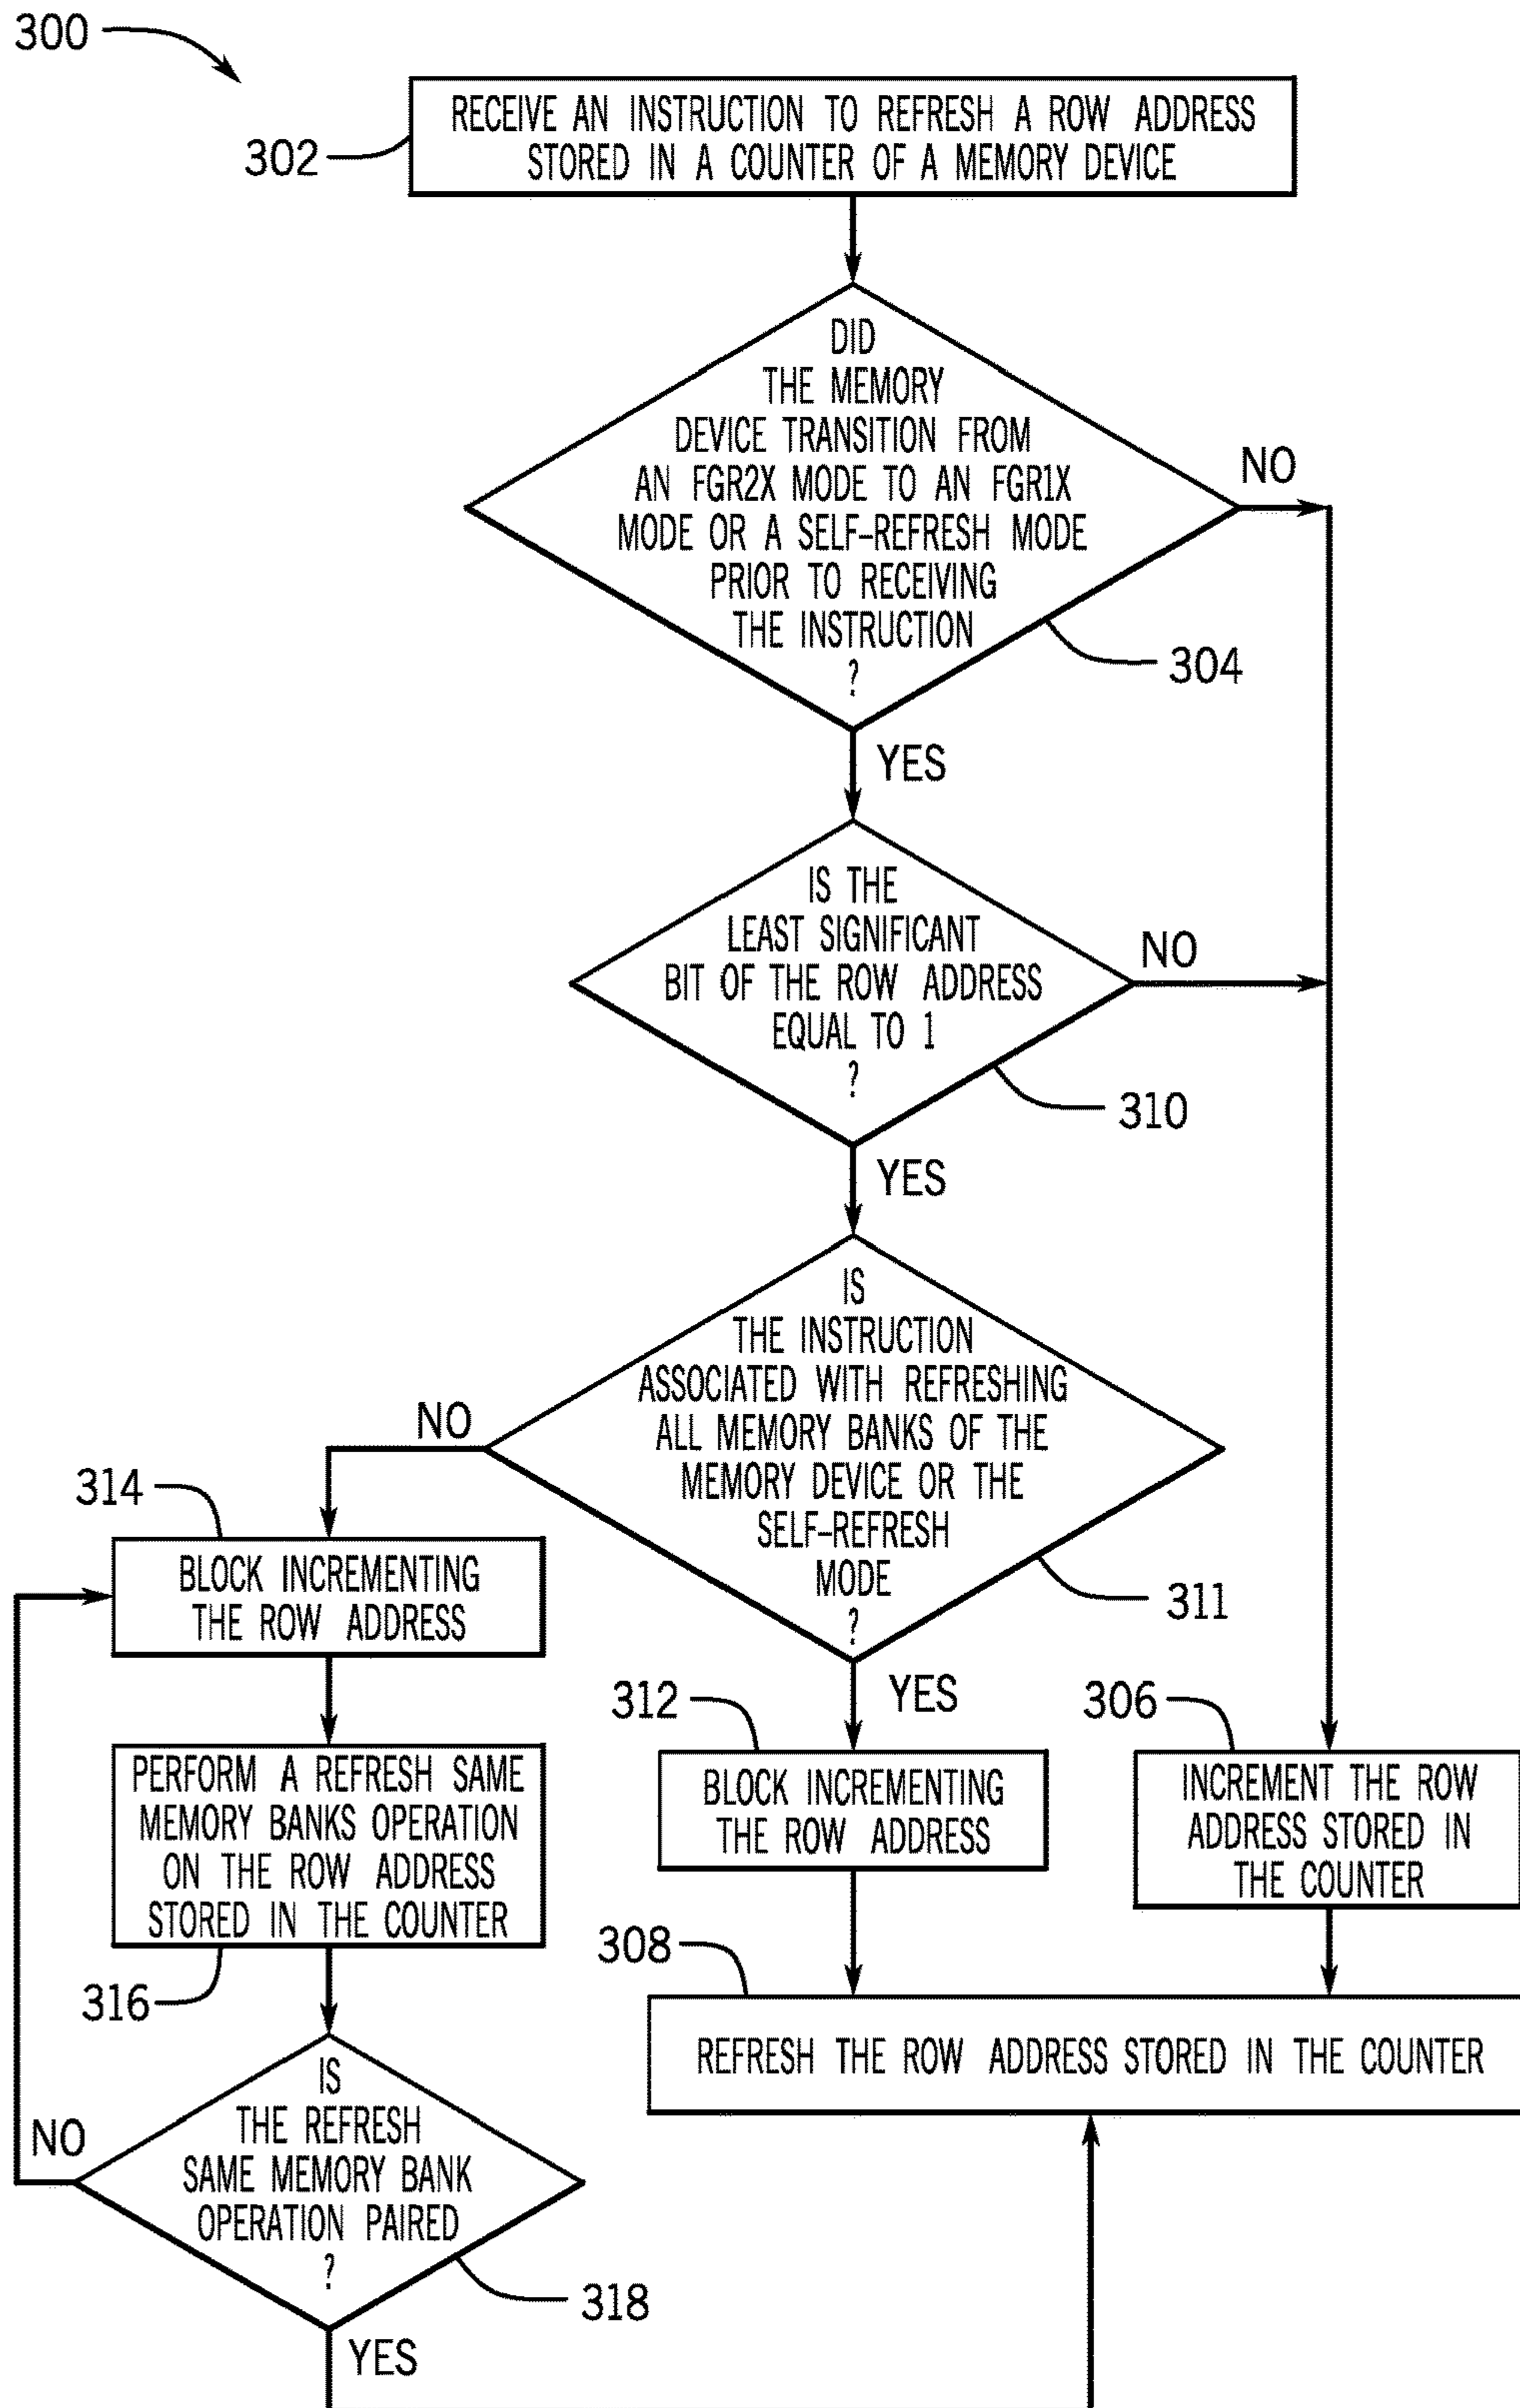 300
302
RECEIVE AN INSTRUCTION TO REFRESH A ROW ADDRESS
STORED IN A COUNTER OF A MEMORY DEVICE
DID
THE MEMORY
DEVICE TRANSITION FROM
AN FGR2X MODE TO AN FGR1X
MODE OR A SELF-REFRESH MODE
PRIOR TO RECEIVING
THE INSTRUCTION
?
NO
304
YES
IS THE
LEAST SIGNIFICANT
BIT OF THE ROW ADDRESS
EQUAL TO 1
?
NO
310
YES
IS
THE INSTRUCTION
ASSOCIATED WITH REFRESHING
ALL MEMORY BANKS OF THE
MEMORY DEVICE OR THE
SELF-REFRESH
MODE
?
NO
311
YES
314
BLOCK INCREMENTING
THE ROW ADDRESS
312
BLOCK INCREMENTING
THE ROW ADDRESS
306
INCREMENT THE ROW
ADDRESS STORED IN
THE COUNTER
PERFORM A REFRESH SAME
MEMORY BANKS OPERATION
ON THE ROW ADDRESS
STORED IN THE COUNTER
316
308
REFRESH THE ROW ADDRESS STORED IN THE COUNTER
IS
THE REFRESH
SAME MEMORY BANK
OPERATION PAIRED
?
NO
318
YES